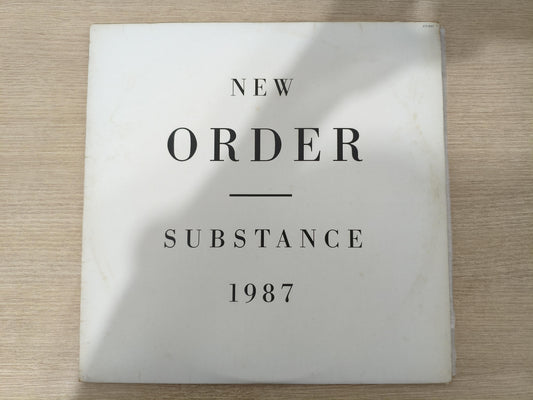 NEW
ORDER
SUBSTANCE
1987